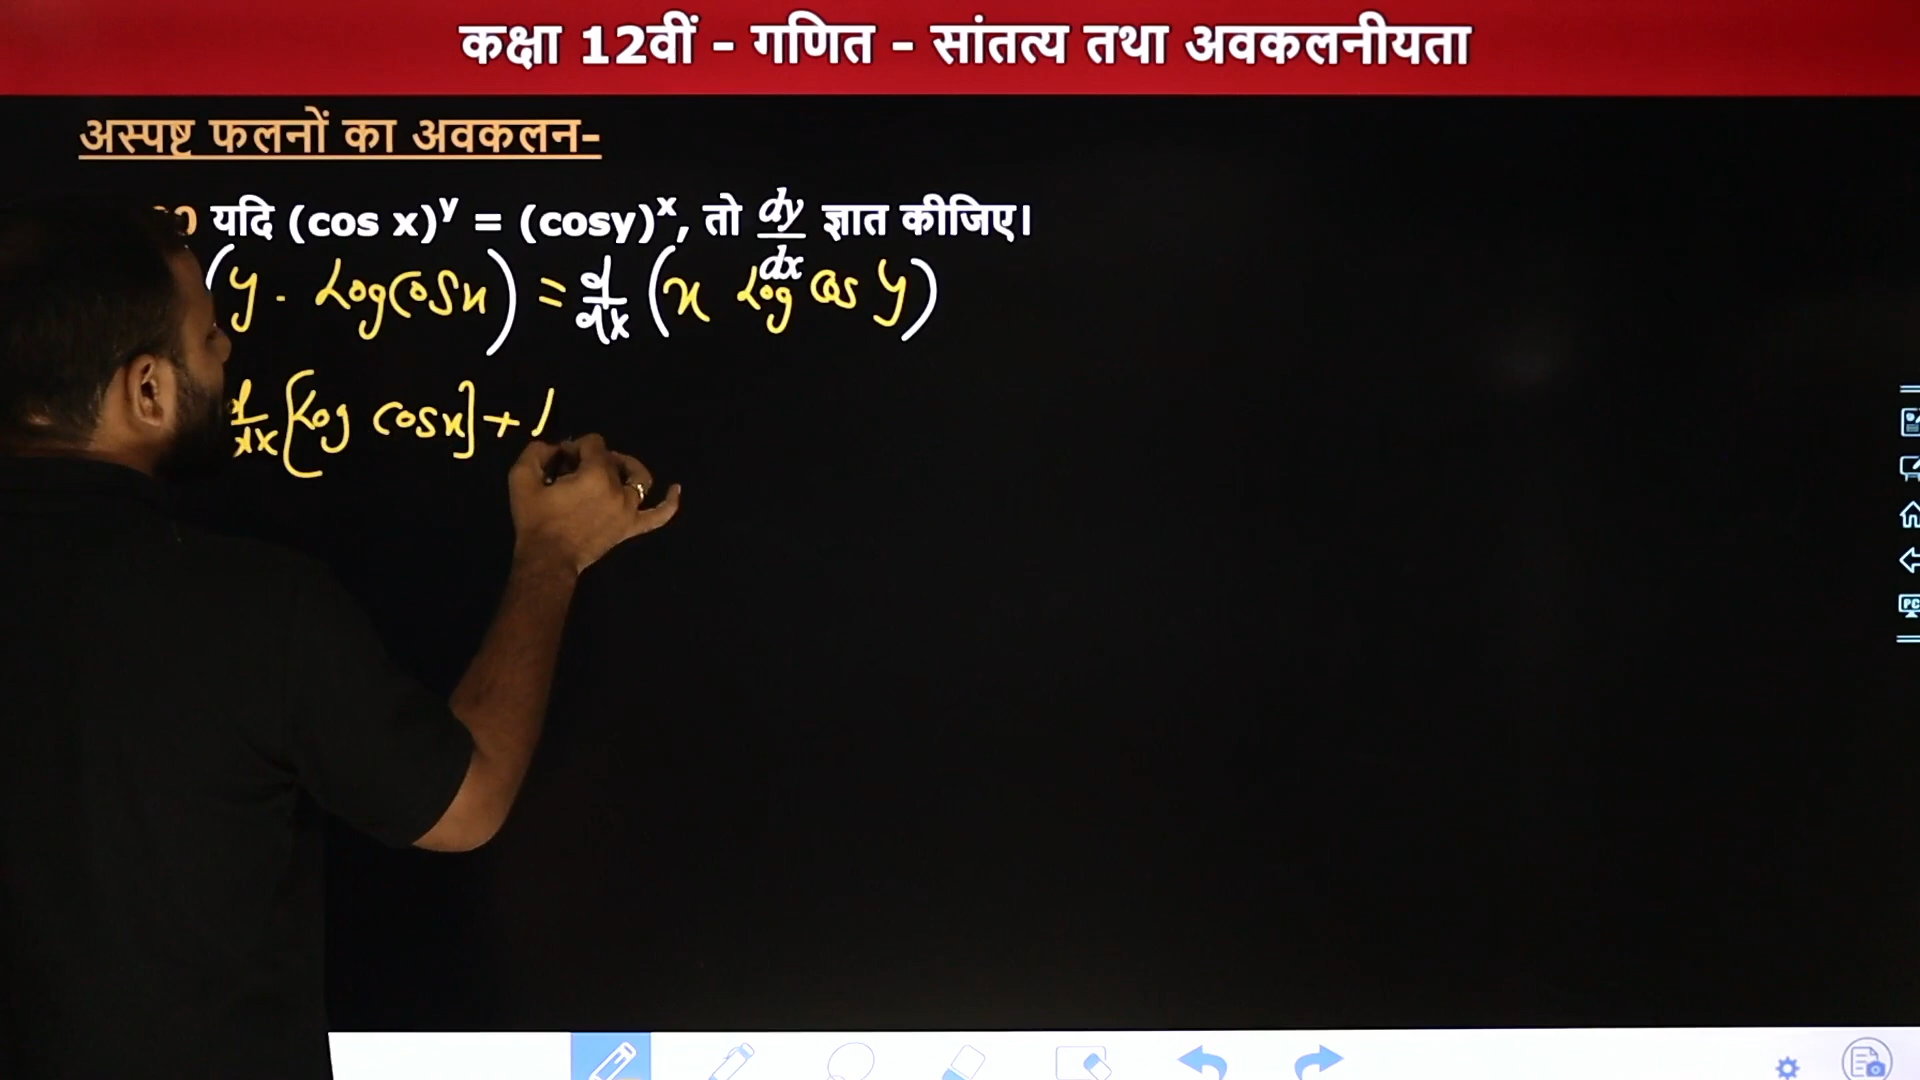 कक्षा 12वीं - गणित - सांतत्य तथा अवकलनीयता
अस्पष्ट फलनों का अवकलन-
यदि (cos x)^y = (cosy)^x, तो dy/dx ज्ञात कीजिए।
(y · log cos x) = d/dx (x log cos y)
d/dx [log cos x] +
PC